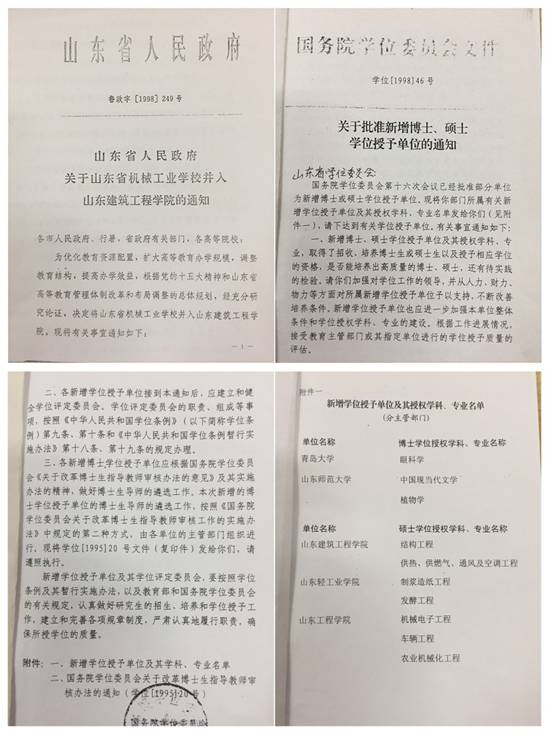 山东省人民政府
鲁政字[1998]249号
山东省人民政府
关于山东省机械工业学校并入
山东建筑工程学院的通知
各市人民政府、行署，省政府有关部门，各高等院校：
为优化教育资源配置，扩大高等教育办学规模，调整
教育结构，提高办学效益，根据党的十五大精神和山东省
高等教育管理体制改革和布局调整的总体规划，经充分研
究论证，决定将山东省机械工业学校并入山东建筑工程学
院。现将有关事宜通知如下：
- 1 -
国务院学位委员会文件
学位[1998]46号
关于批准新增博士、硕士
学位授予单位的通知
山东省学位委员会
国务院学位委员会第十六次会议已经批准部分单位
为新增博士或硕士学位授予单位。现将你部所属有关新
增学位授予单位及其授权学科、专业名单发给你们（见附
件一），请下达到有关学位授予单位。有关事宜通知如下：
一、新增博士、硕士学位授予单位及其授权学科、专
业，取得了招收、培养博士生或硕士生以及授予相应学位
的资格，是否能培养出高质量的博士、硕士，还有待实践
的检验。请你们加强对学位工作的领导，并从人力、财力、
物力等方面对所属新增学位授予单位予以支持，不断改善
培养条件。新增学位授予单位也应进一步加强本单位整体
条件和学位授权学科、专业的建设。根据工作进展情况，
接受教育主管部门或其指定单位进行的学位授予质量的
评估。
二、各新增学位授予单位接到本通知后，应建立和健
全学位评定委员会。学位评定委员会的职责、组成等事
项，按照《中华人民共和国学位条例》（以下简称学位条
例）第九条、第十条和《中华人民共和国学位条例暂行实
施办法》第十八条、第十九条的规定办理。
三、各新增博士学位授予单位应根据国务院学位委员
会《关于改革博士生指导教师审核办法的意见》及其实施
办法的精神，做好博士生导师的遴选工作。本次新增的博
士学位授予单位的博士生导师的遴选工作，按照《国务院
学位委员会关于改革博士生指导教师审核工作的实施办
法》中规定的第二种方式，由各单位的主管部门组织进
行。现将学位[1995]20号文件（复印件）发给你们，请
遵照执行。
新增学位授予单位及其学位评定委员会，要按照学位
条例及其暂行实施办法，以及教育部和国务院学位委员会
的有关规定，认真做好研究生的招生、培养和学位授予工
作，建立和完善各项规章制度，严肃认真地履行职责，确
保所授学位的质量。
附件：一、新增学位授予单位及其学科、专业名单
二、国务院学位委员会关于改革博士生指导教师审
核办法的通知（学位[1995]20号）
国务院学位委员会
附件一
新增学位授予单位及其授权学科、专业名单
（分主管部门）
单位名称 博士学位授权学科、专业名称
青岛大学 眼科学
山东师范大学 中国现当代文学
植物学
单位名称 硕士学位授权学科、专业名称
山东建筑工程学院 结构工程
供热、供燃气、通风及空调工程
山东轻工业学院 制浆造纸工程
发酵工程
山东工程学院 机械电子工程
车辆工程
农业机械化工程